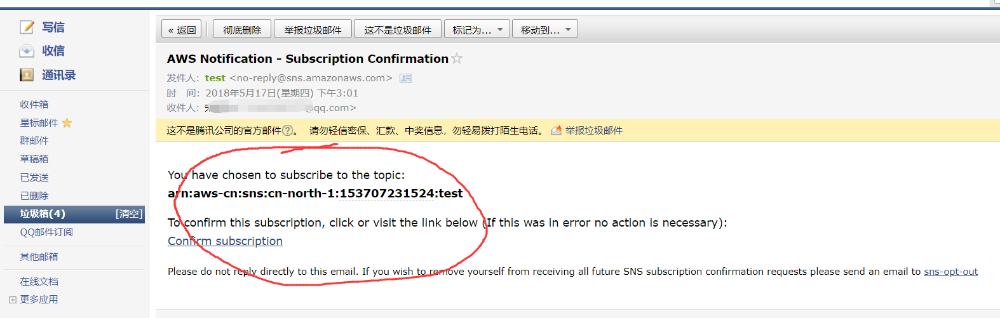 写信
收信
通讯录
收件箱
星标邮件
群邮件
草稿箱
已发送
已删除
垃圾箱(4) [清空]
QQ邮件订阅
其他邮箱
在线文档
更多应用
« 返回 彻底删除 举报垃圾邮件 这不是垃圾邮件 标记为... 移动到...
AWS Notification - Subscription Confirmation
发件人：test <no-reply@sns.amazonaws.com>
时 间：2018年5月17日(星期四) 下午3:01
收件人： @qq.com>
这不是腾讯公司的官方邮件?。 请勿轻信密保、汇款、中奖信息，勿轻易拨打陌生电话。 举报垃圾邮件
You have chosen to subscribe to the topic:
arn:aws-cn:sns:cn-north-1:153707231524:test
To confirm this subscription, click or visit the link below (If this was in error no action is necessary):
Confirm subscription
Please do not reply directly to this email. If you wish to remove yourself from receiving all future SNS subscription confirmation requests please send an email to sns-opt-out